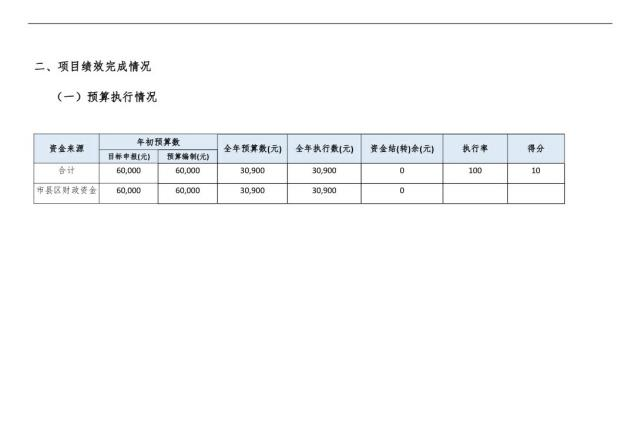 二、项目绩效完成情况
（一）预算执行情况
资金来源 年初预算数 全年预算数(元) 全年执行数(元) 资金结(转)余(元) 执行率 得分
目标申报(元) 预算编制(元)
合计 60,000 60,000 30,900 30,900 0 100 10
市县区财政资金 60,000 60,000 30,900 30,900 0